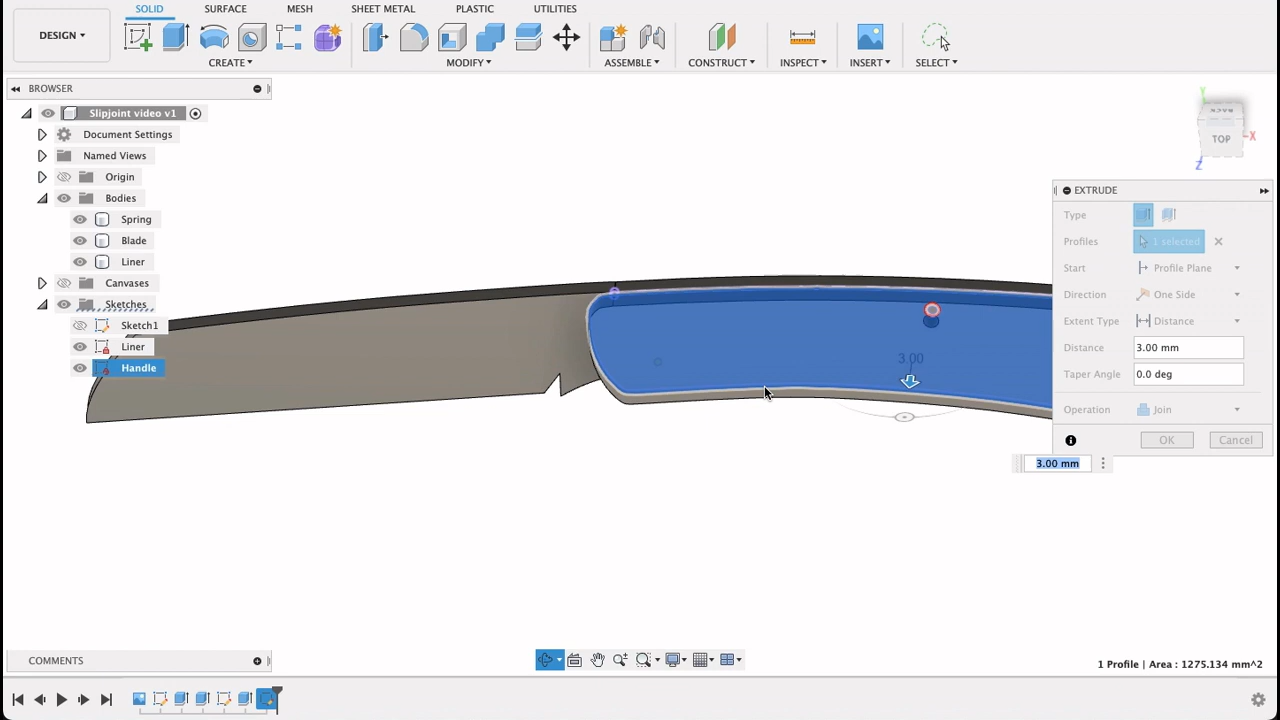 SOLID SURFACE MESH SHEET METAL PLASTIC UTILITIES
DESIGN
CREATE MODIFY ASSEMBLE CONSTRUCT INSPECT INSERT SELECT
BROWSER
Slipjoint video v1
Document Settings
Named Views
Origin
Bodies
Spring
Blade
Liner
Canvases
Sketches
Sketch1
Liner
Handle
Y
TOP
X
Z
EXTRUDE
Type
Profiles 1 selected
Start Profile Plane
Direction One Side
Extent Type Distance
Distance 3.00 mm
Taper Angle 0.0 deg
Operation Join
OK Cancel
3.00
3.00 mm
COMMENTS
1 Profile | Area : 1275.134 mm^2